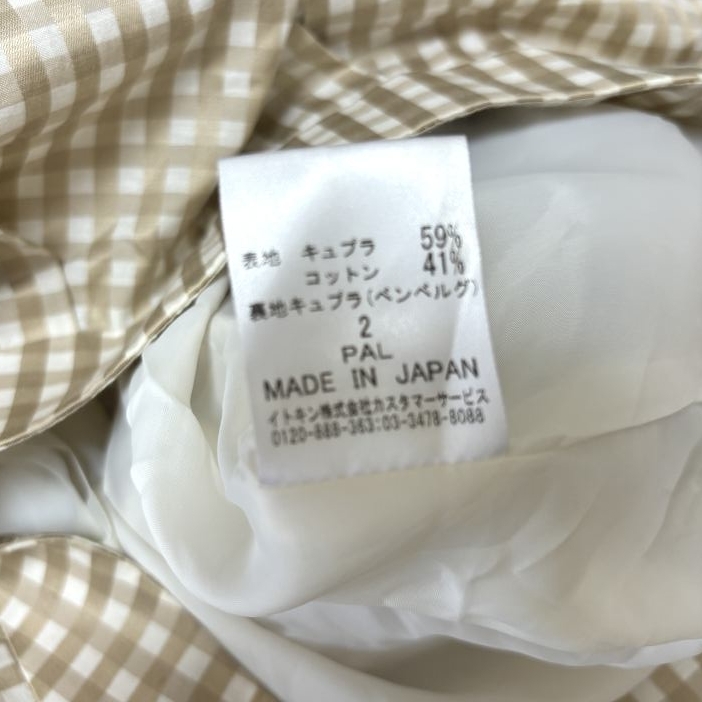 表地 キュプラ 59%
コットン 41%
裏地キュプラ(ベンベルグ)
2
PAL
MADE IN JAPAN
イトキン株式会社カスタマーサービス
0120-888-363:03-3478-8088